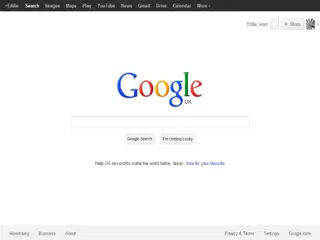 +Eddie Search Images Maps Play YouTube News Gmail Drive Calendar More
Eddie Grant + Share
Google
UK
Google Search I'm Feeling Lucky
Help UK non-profits make the world better, faster. Vote for your favourite
Advertising Business +About Privacy & Terms Settings Google.com